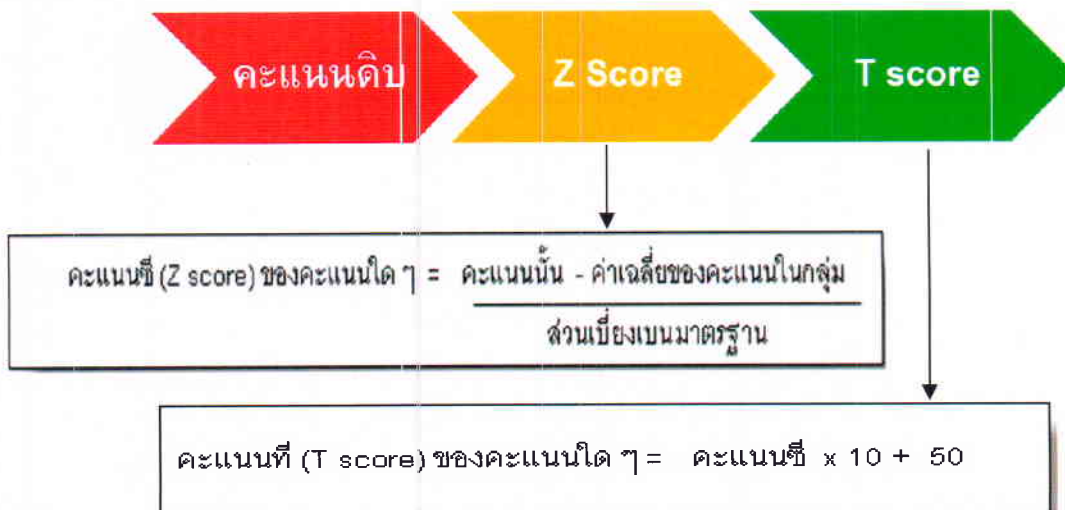 คะแนนดิบ
Z Score
T score
คะแนนซี (Z score) ของคะแนนใด ๆ = คะแนนนั้น - ค่าเฉลี่ยของคะแนนในกลุ่ม
ส่วนเบี่ยงเบนมาตรฐาน
คะแนนที (T score) ของคะแนนใด ๆ = คะแนนซี x 10 + 50